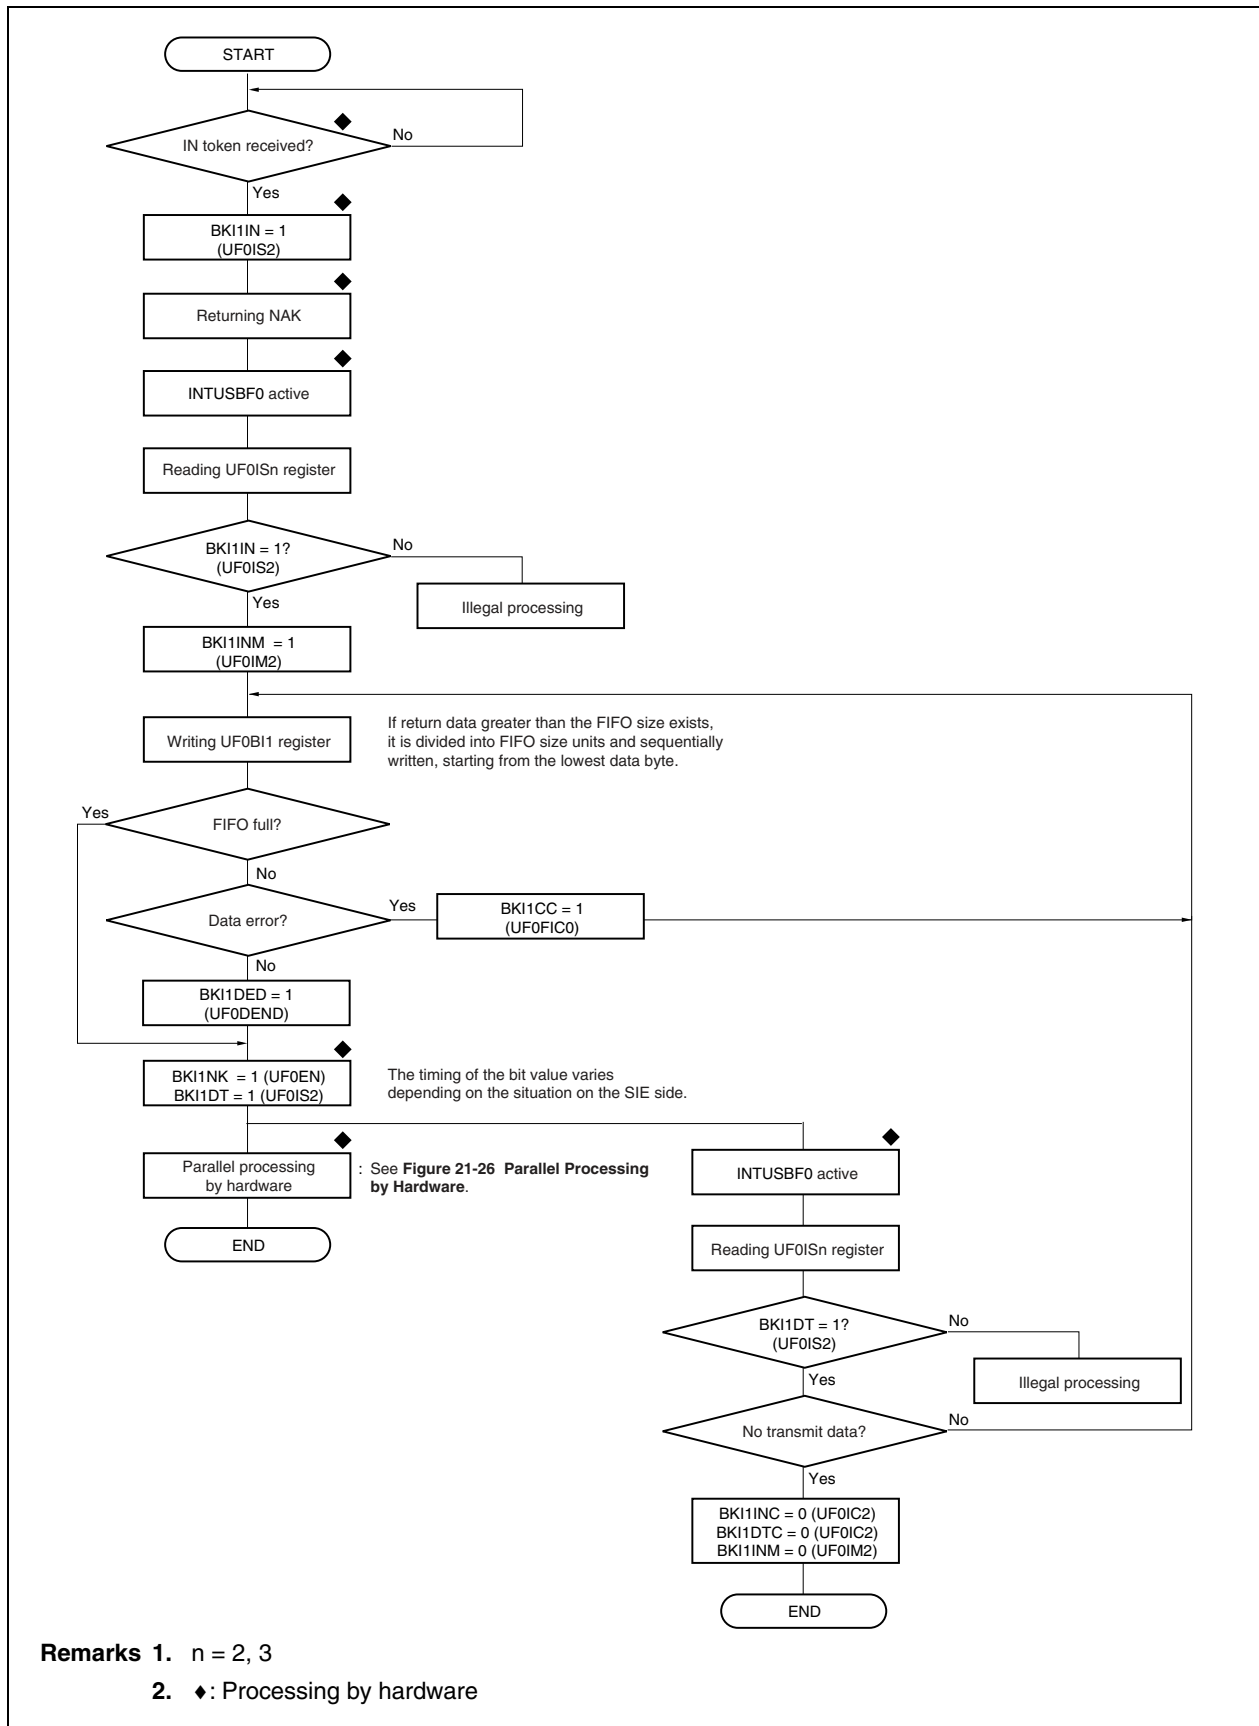 START
IN token received?
No
Yes
BKI1IN = 1
(UF0IS2)
Returning NAK
INTUSBF0 active
Reading UF0ISn register
BKI1IN = 1?
(UF0IS2)
No
Illegal processing
Yes
BKI1INM = 1
(UF0IM2)
Writing UF0BI1 register
If return data greater than the FIFO size exists,
it is divided into FIFO size units and sequentially
written, starting from the lowest data byte.
Yes
FIFO full?
No
Data error?
Yes
BKI1CC = 1
(UF0FIC0)
No
BKI1DED = 1
(UF0DEND)
BKI1NK = 1 (UF0EN)
BKI1DT = 1 (UF0IS2)
The timing of the bit value varies
depending on the situation on the SIE side.
Parallel processing
by hardware
: See Figure 21-26 Parallel Processing
by Hardware.
END
INTUSBF0 active
Reading UF0ISn register
BKI1DT = 1?
(UF0IS2)
No
Illegal processing
Yes
No transmit data?
No
Yes
BKI1INC = 0 (UF0IC2)
BKI1DTC = 0 (UF0IC2)
BKI1INM = 0 (UF0IM2)
END
Remarks 1. n = 2, 3
2. ♦: Processing by hardware